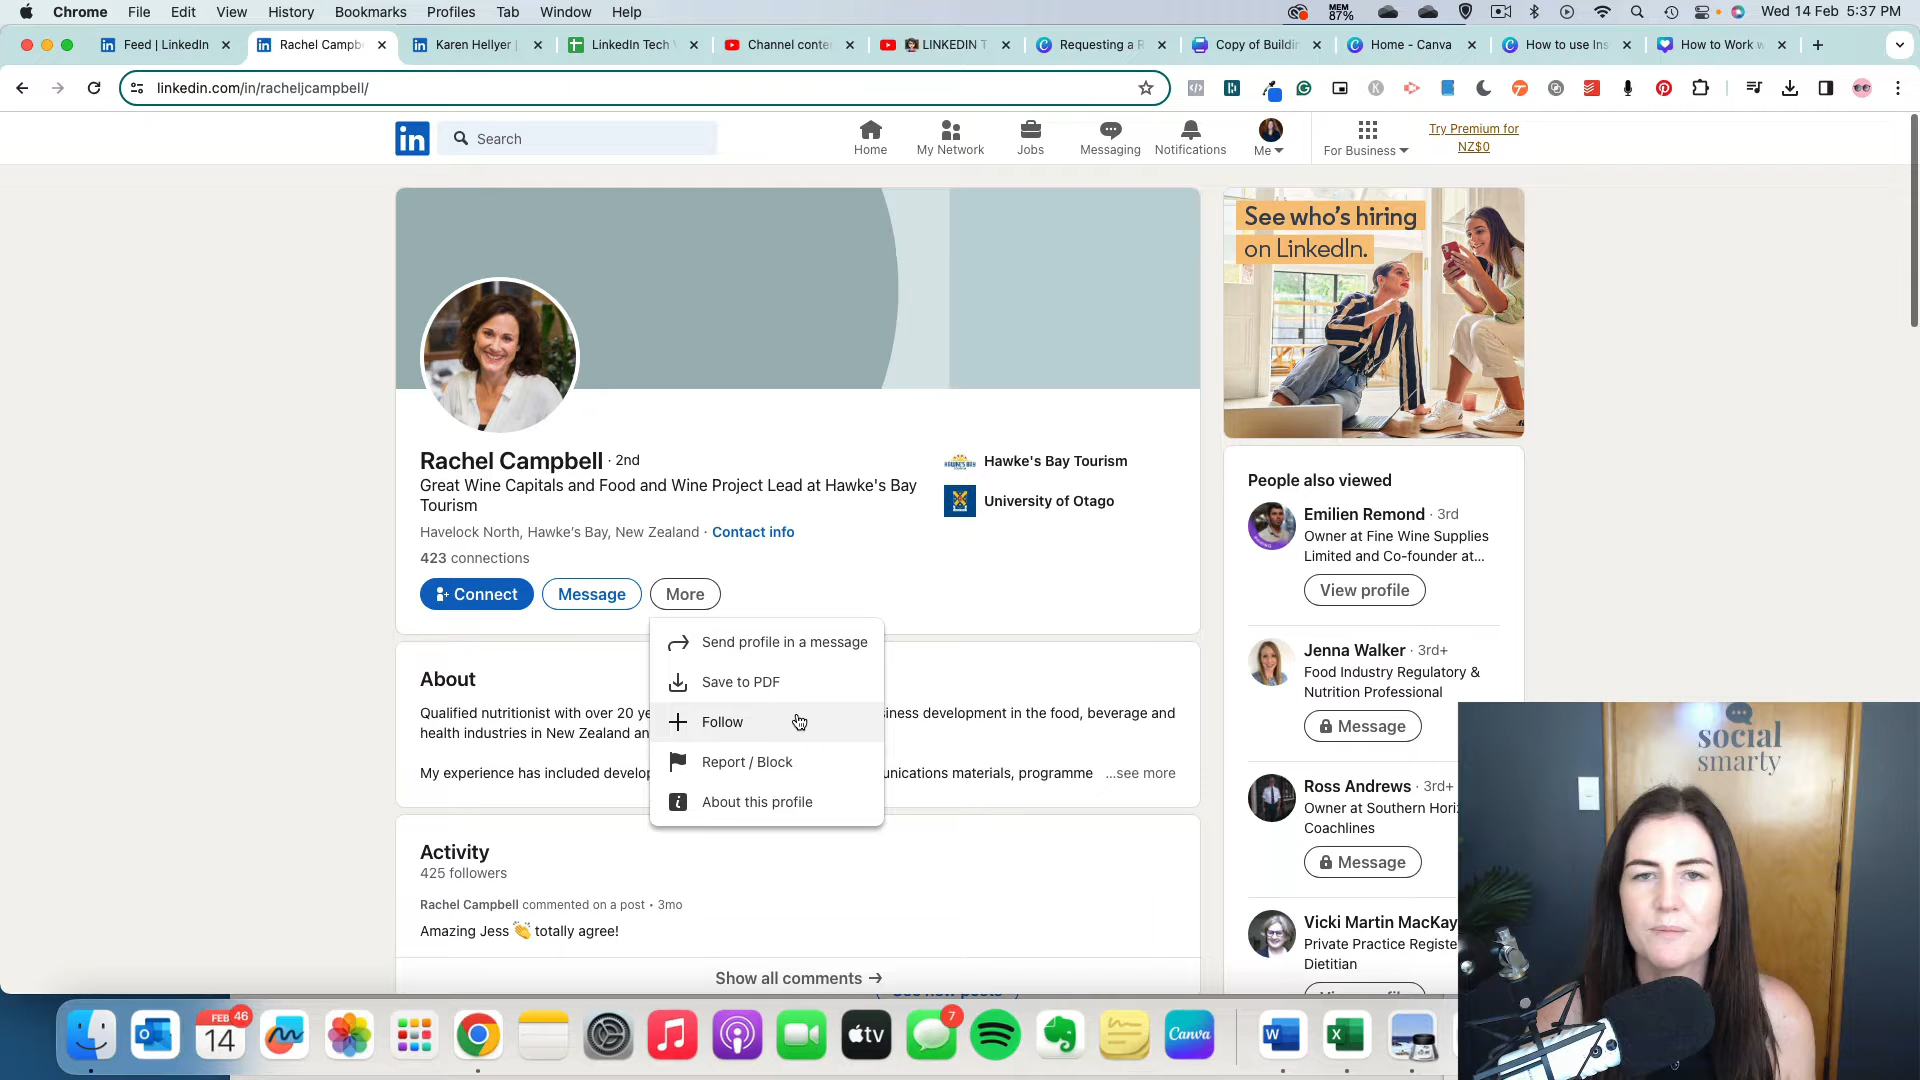 Chrome File Edit View History Bookmarks Profiles Tab Window Help
MEM
87%
Wed 14 Feb 5:37 PM
Feed | LinkedIn
Rachel Campb
Karen Hellyer |
LinkedIn Tech
Channel conte
LINKEDIN T
Requesting a R
Copy of Buildin
Home - Canva
How to use Ins
How to Work w
linkedin.com/in/racheljcampbell/
in
Search
Home
My Network
Jobs
Messaging
Notifications
Me
For Business
Try Premium for
NZ$0
See who's hiring
on LinkedIn.
Rachel Campbell · 2nd
Great Wine Capitals and Food and Wine Project Lead at Hawke's Bay
Tourism
Havelock North, Hawke's Bay, New Zealand · Contact info
423 connections
Hawke's Bay Tourism
University of Otago
Connect
Message
More
Send profile in a message
Save to PDF
Follow
Report / Block
About this profile
About
Qualified nutritionist with over 20 ye
siness development in the food, beverage and
health industries in New Zealand an
My experience has included develop
unications materials, programme ...see more
Activity
425 followers
Rachel Campbell commented on a post • 3mo
Amazing Jess 👏 totally agree!
Show all comments →
People also viewed
Emilien Remond · 3rd
Owner at Fine Wine Supplies
Limited and Co-founder at...
View profile
Jenna Walker · 3rd+
Food Industry Regulatory &
Nutrition Professional
Message
Ross Andrews · 3rd+
Owner at Southern Hori
Coachlines
Message
Vicki Martin MacKay
Private Practice Registe
Dietitian
social
smarty
FEB
14
46
tv
7
Canva
W
X